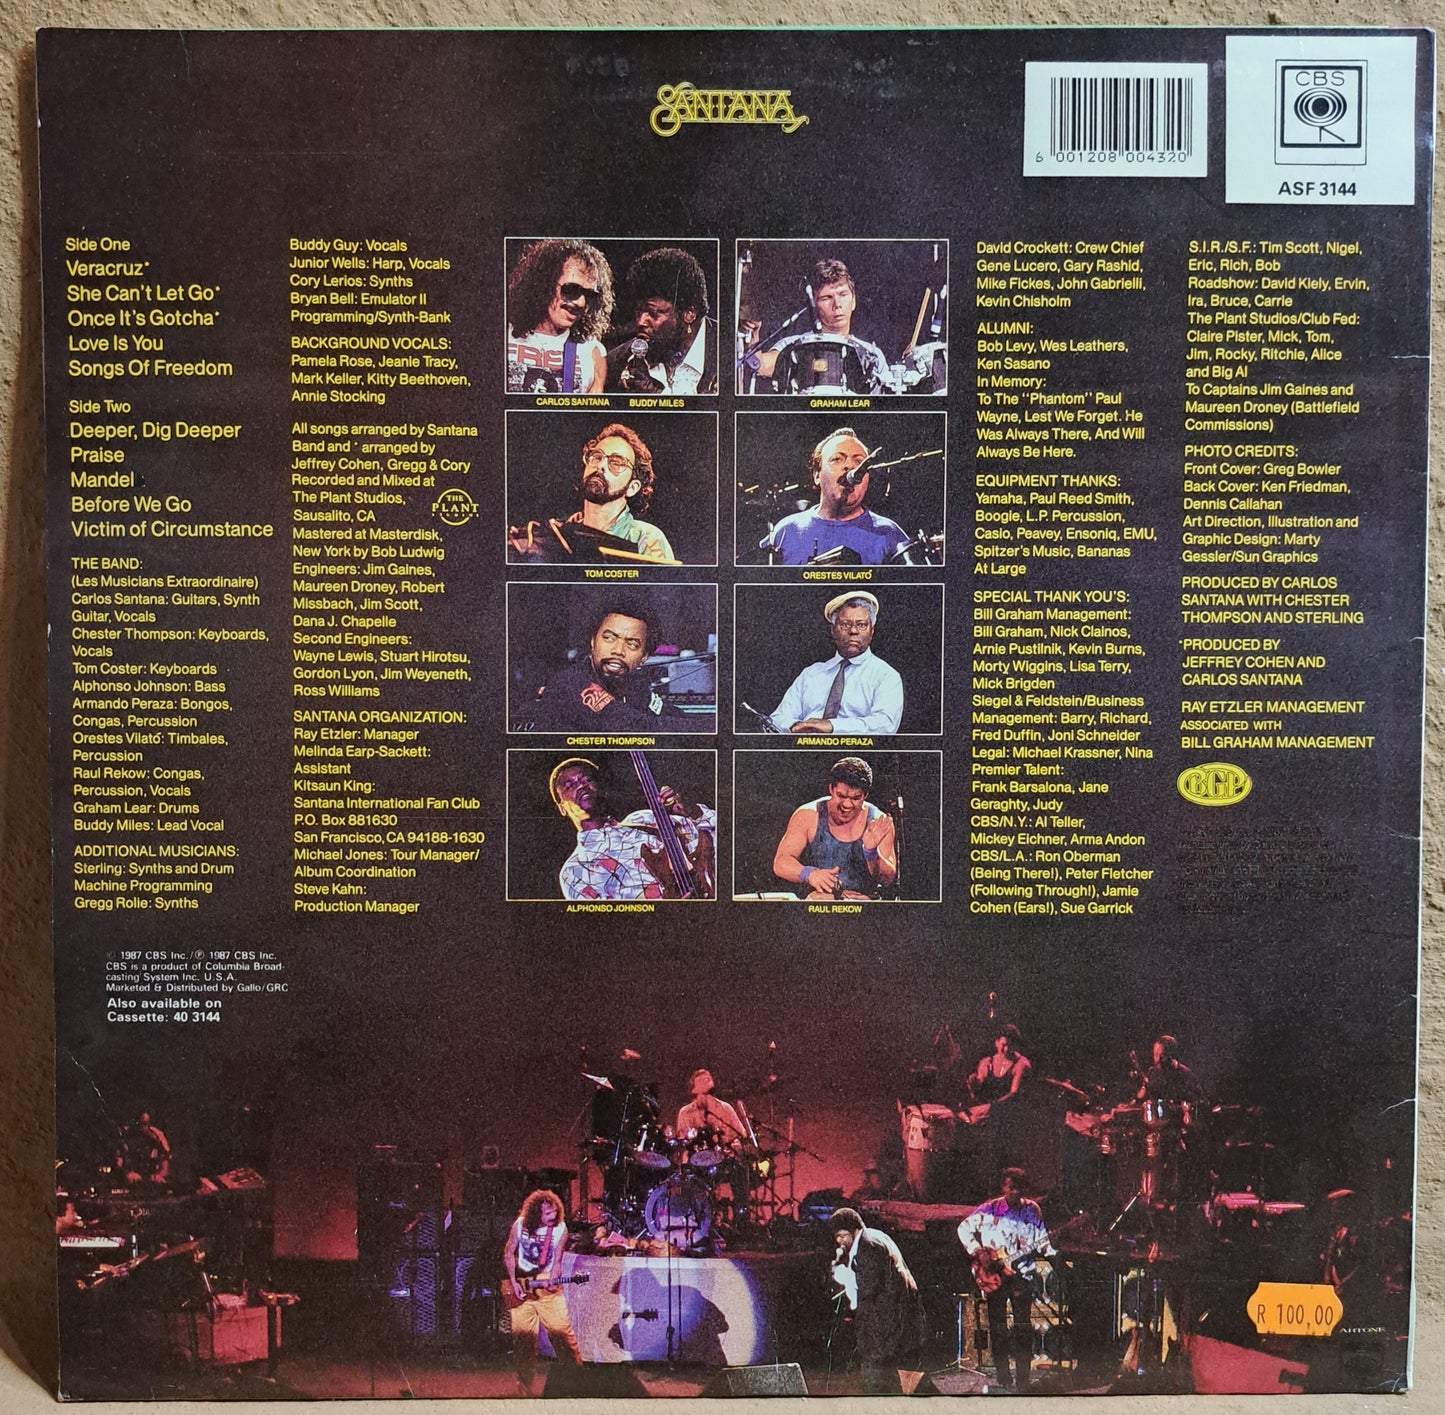 SANTANA
6 001208 004320
CBS
ASF 3144
Side One
Veracruz*
She Can't Let Go*
Once It's Gotcha*
Love Is You
Songs Of Freedom
Side Two
Deeper, Dig Deeper
Praise
Mandel
Before We Go
Victim of Circumstance
THE BAND:
(Les Musicians Extraordinaire)
Carlos Santana: Guitars, Synth
Guitar, Vocals
Chester Thompson: Keyboards,
Vocals
Tom Coster: Keyboards
Alphonso Johnson: Bass
Armando Peraza: Bongos,
Congas, Percussion
Orestes Vilató: Timbales,
Percussion
Raul Rekow: Congas,
Percussion, Vocals
Graham Lear: Drums
Buddy Miles: Lead Vocal
ADDITIONAL MUSICIANS:
Sterling: Synths and Drum
Machine Programming
Gregg Rolie: Synths
Buddy Guy: Vocals
Junior Wells: Harp, Vocals
Cory Lerios: Synths
Bryan Bell: Emulator II
Programming/Synth-Bank
BACKGROUND VOCALS:
Pamela Rose, Jeanie Tracy,
Mark Keller, Kitty Beethoven,
Annie Stocking
All songs arranged by Santana
Band and * arranged by
Jeffrey Cohen, Gregg & Cory
Recorded and Mixed at
The Plant Studios,
Sausalito, CA
THE
PLANT
STUDIOS
Mastered at Masterdisk,
New York by Bob Ludwig
Engineers: Jim Gaines,
Maureen Droney, Robert
Missbach, Jim Scott,
Dana J. Chapelle
Second Engineers:
Wayne Lewis, Stuart Hirotsu,
Gordon Lyon, Jim Weyeneth,
Ross Williams
SANTANA ORGANIZATION:
Ray Etzler: Manager
Melinda Earp-Sackett:
Assistant
Kitsaun King:
Santana International Fan Club
P.O. Box 881630
San Francisco, CA 94188-1630
Michael Jones: Tour Manager/
Album Coordination
Steve Kahn:
Production Manager
FREE
CARLOS SANTANA BUDDY MILES
GRAHAM LEAR
TOM COSTER
ORESTES VILATÓ
CHESTER THOMPSON
ARMANDO PERAZA
ALPHONSO JOHNSON
RAUL REKOW
David Crockett: Crew Chief
Gene Lucero, Gary Rashid,
Mike Fickes, John Gabrielli,
Kevin Chisholm
ALUMNI:
Bob Levy, Wes Leathers,
Ken Sasano
In Memory:
To The "Phantom" Paul
Wayne, Lest We Forget. He
Was Always There, And Will
Always Be Here.
EQUIPMENT THANKS:
Yamaha, Paul Reed Smith,
Boogie, L.P. Percussion,
Casio, Peavey, Ensoniq, EMU,
Spitzer's Music, Bananas
At Large
SPECIAL THANK YOU'S:
Bill Graham Management:
Bill Graham, Nick Clainos,
Arnie Pustilnik, Kevin Burns,
Morty Wiggins, Lisa Terry,
Mick Brigden
Siegel & Feldstein/Business
Management: Barry, Richard,
Fred Duffin, Joni Schneider
Legal: Michael Krassner, Nina
Premier Talent:
Frank Barsalona, Jane
Geraghty, Judy
CBS/N.Y.: Al Teller,
Mickey Eichner, Arma Andon
CBS/L.A.: Ron Oberman
(Being There!), Peter Fletcher
(Following Through!), Jamie
Cohen (Ears!), Sue Garrick
S.I.R./S.F.: Tim Scott, Nigel,
Eric, Rich, Bob
Roadshow: David Kiely, Ervin,
Ira, Bruce, Carrie
The Plant Studios/Club Fed:
Claire Pister, Mick, Tom,
Jim, Rocky, Ritchie, Alice
and Big Al
To Captains Jim Gaines and
Maureen Droney (Battlefield
Commissions)
PHOTO CREDITS:
Front Cover: Greg Bowler
Back Cover: Ken Friedman,
Dennis Callahan
Art Direction, Illustration and
Graphic Design: Marty
Gessler/Sun Graphics
PRODUCED BY CARLOS
SANTANA WITH CHESTER
THOMPSON AND STERLING
*PRODUCED BY
JEFFREY COHEN AND
CARLOS SANTANA
RAY ETZLER MANAGEMENT
ASSOCIATED WITH
BILL GRAHAM MANAGEMENT
BGP
© 1987 CBS Inc./℗ 1987 CBS Inc.
CBS is a product of Columbia Broad-
casting System Inc. U.S.A.
Marketed & Distributed by Gallo/GRC
Also available on
Cassette: 40 3144
R 100,00
ARTONE